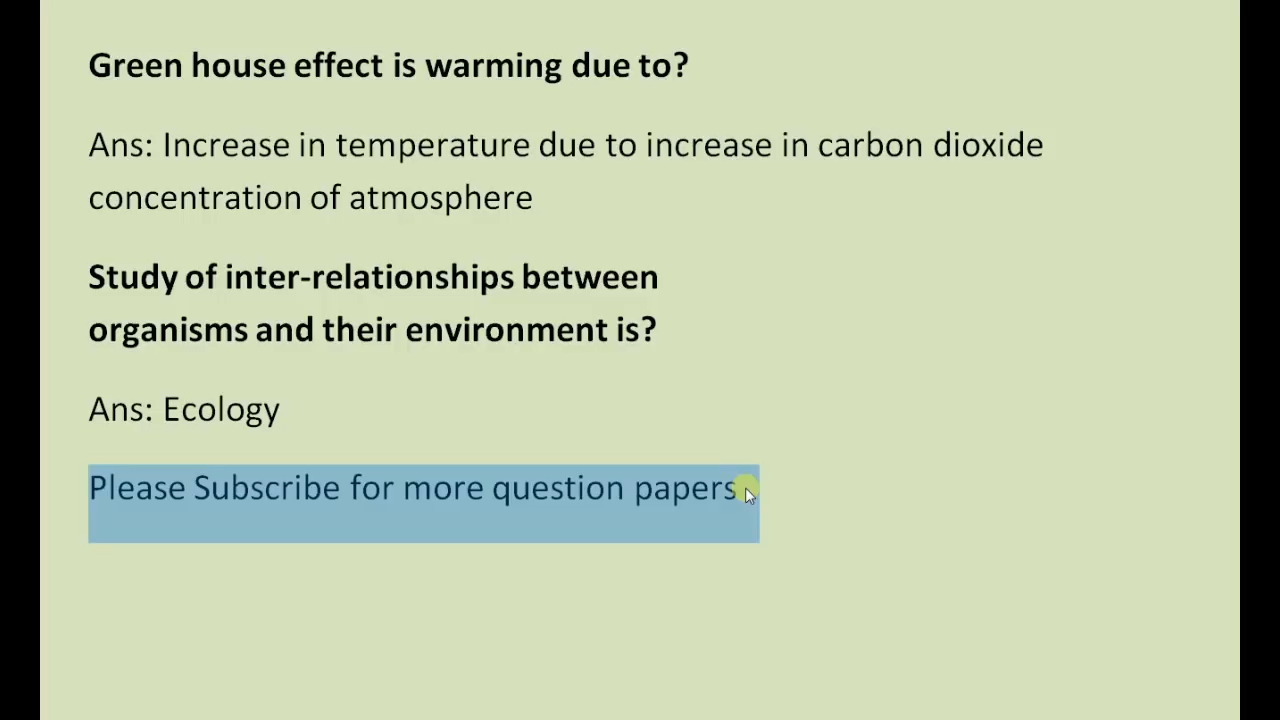 Green house effect is warming due to?
Ans: Increase in temperature due to increase in carbon dioxide
concentration of atmosphere
Study of inter-relationships between
organisms and their environment is?
Ans: Ecology
Please Subscribe for more question papers